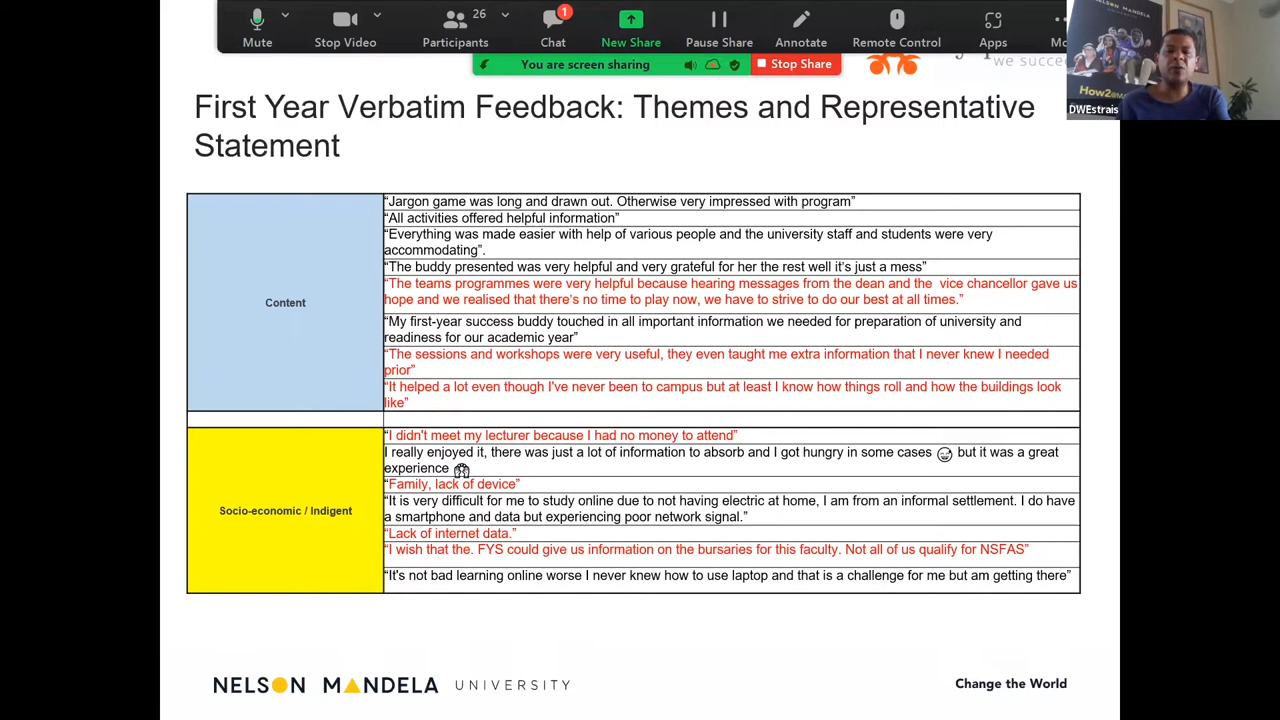 26
1
Mute
Stop Video
Participants
Chat
New Share
Pause Share
Annotate
Remote Control
Apps
You are screen sharing
Stop Share
we succee
How2@
DWEstrais
First Year Verbatim Feedback: Themes and Representative
Statement
Content
“Jargon game was long and drawn out. Otherwise very impressed with program”
“All activities offered helpful information”
“Everything was made easier with help of various people and the university staff and students were very
accommodating”.
“The buddy presented was very helpful and very grateful for her the rest well it’s just a mess”
“The teams programmes were very helpful because hearing messages from the dean and the vice chancellor gave us
hope and we realised that there’s no time to play now, we have to strive to do our best at all times.”
“My first-year success buddy touched in all important information we needed for preparation of university and
readiness for our academic year”
“The sessions and workshops were very useful, they even taught me extra information that I never knew I needed
prior”
“It helped a lot even though I've never been to campus but at least I know how things roll and how the buildings look
like”
Socio-economic / Indigent
“I didn't meet my lecturer because I had no money to attend”
I really enjoyed it, there was just a lot of information to absorb and I got hungry in some cases 😅 but it was a great
experience
“Family, lack of device”
“It is very difficult for me to study online due to not having electric at home, I am from an informal settlement. I do have
a smartphone and data but experiencing poor network signal.”
“Lack of internet data.”
“I wish that the. FYS could give us information on the bursaries for this faculty. Not all of us qualify for NSFAS”
“It's not bad learning online worse I never knew how to use laptop and that is a challenge for me but am getting there”
NELSON MANDELA UNIVERSITY
Change the World